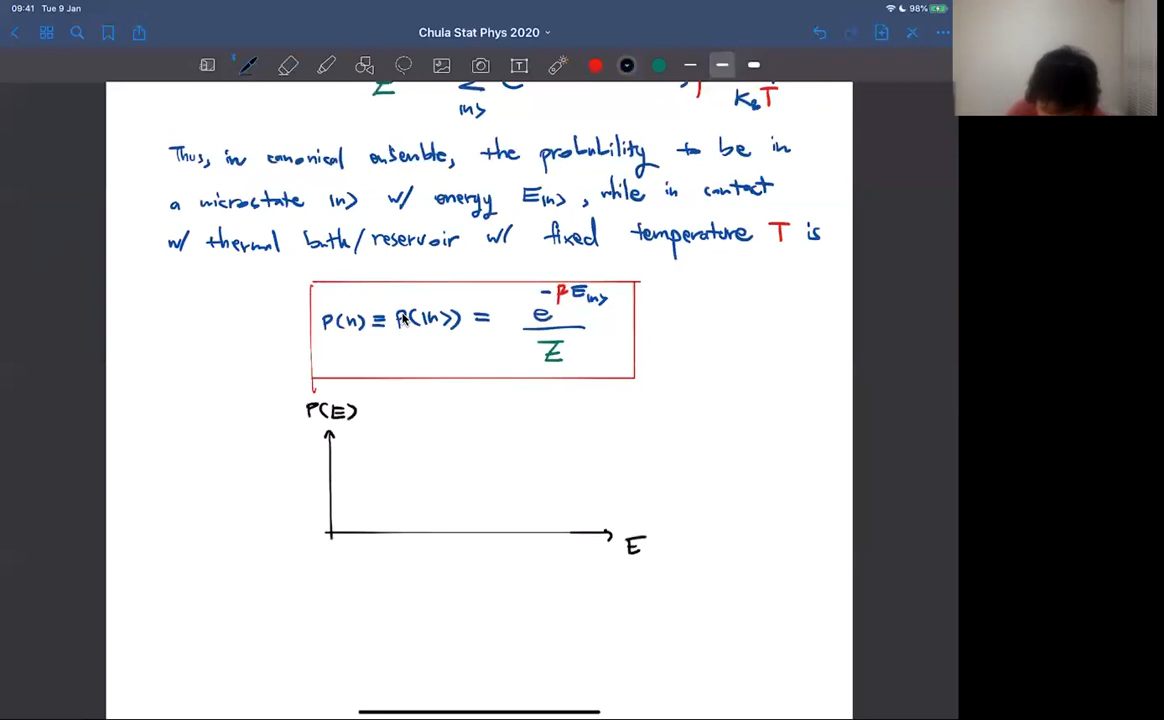 09:41 Tue 9 Jan
98%
Chula Stat Phys 2020
Z Σ e , β
|n> k_B T
Thus, in canonical ensemble, the probability to be in
a microstate |n> w/ energy E|n>, while in contact
w/ thermal bath/reservoir w/ fixed temperature T is
P(n) ≡ P(|n>) = e^{-βE|n>} / Z
P(E)
E